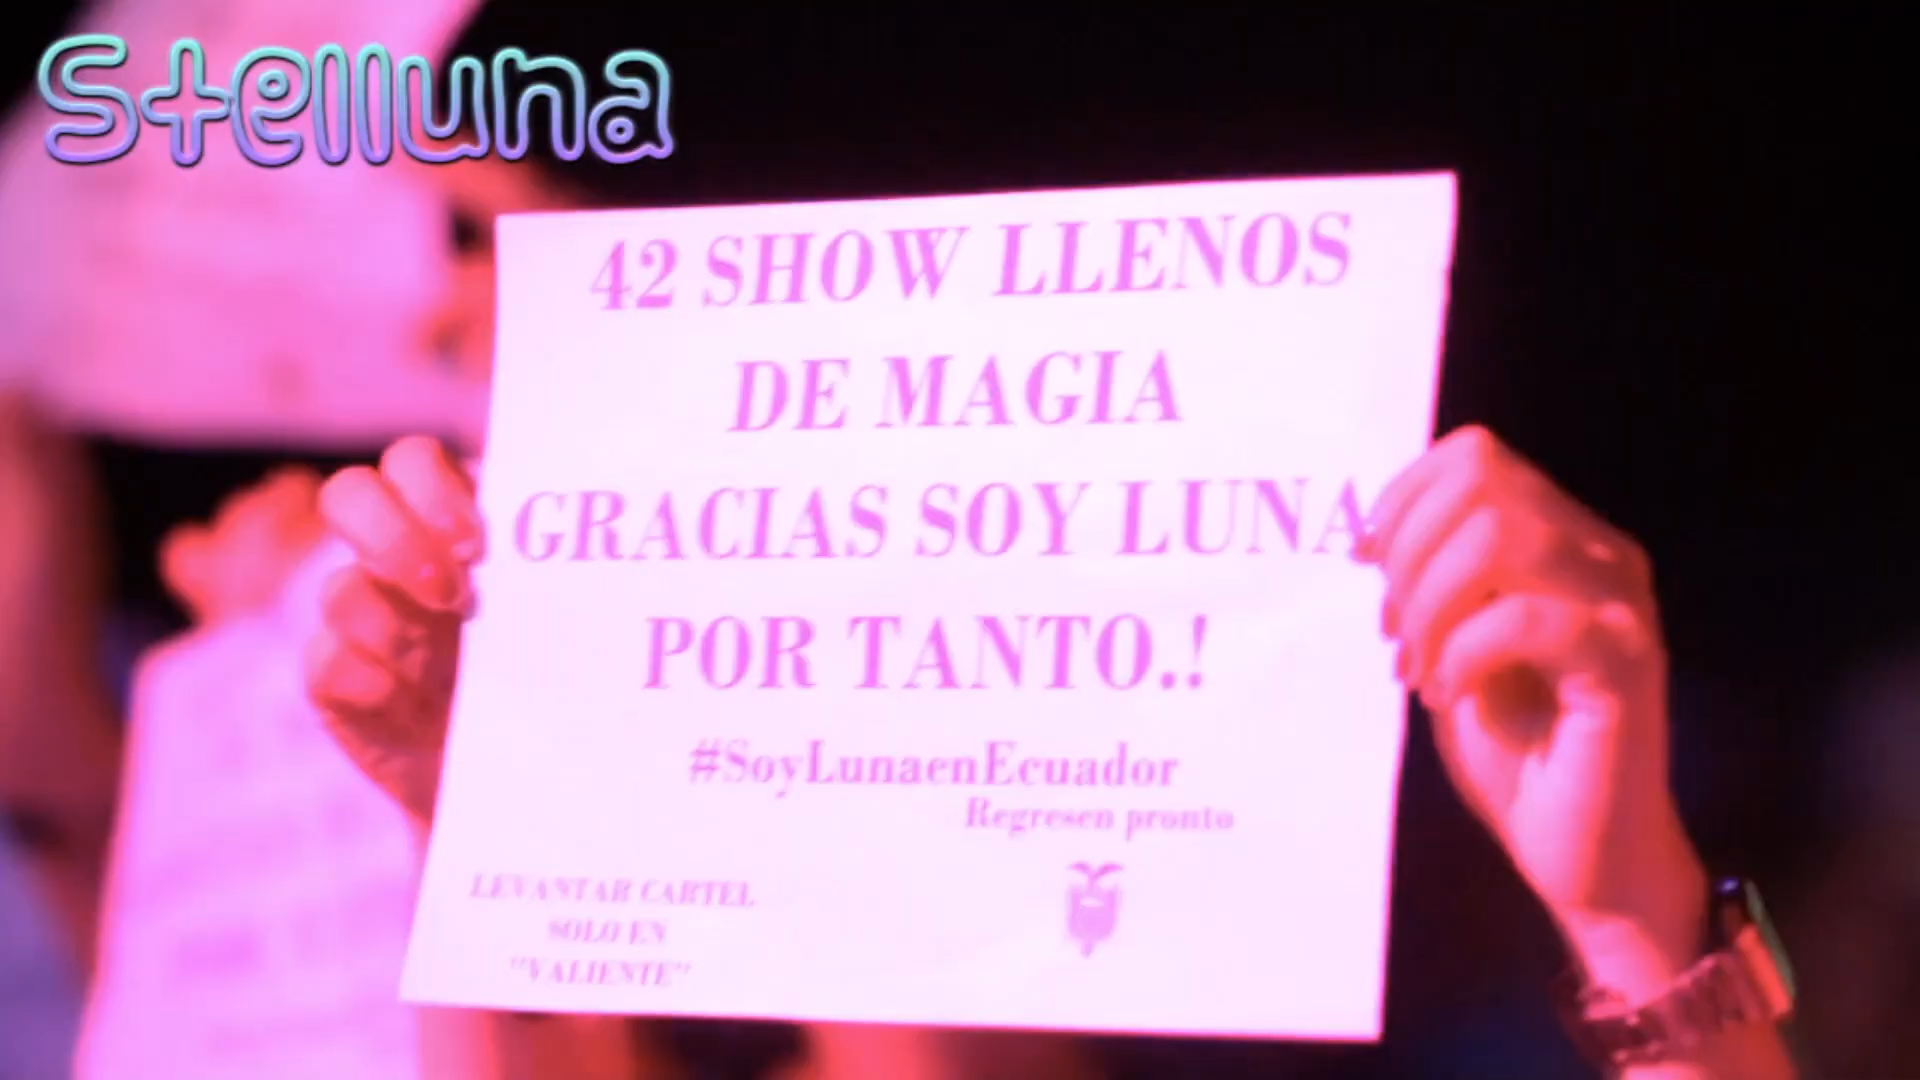 Stelluna
42 SHOW LLENOS
DE MAGIA
GRACIAS SOY LUNA
POR TANTO.!
#SoyLunaenEcuador
Regresen pronto
LEVANTAR CARTEL
SOLO EN
"VALIENTE"